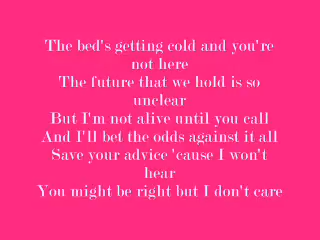 The bed's getting cold and you're
not here
The future that we hold is so
unclear
But I'm not alive until you call
And I'll bet the odds against it all
Save your advice 'cause I won't
hear
You might be right but I don't care